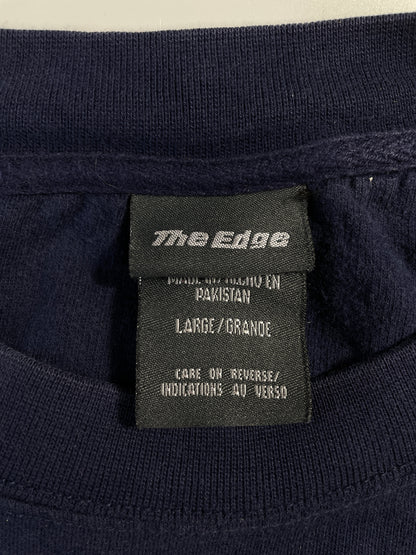 The Edge
MADE IN/HECHO EN
PAKISTAN
LARGE/GRANDE
CARE ON REVERSE/
INDICATIONS AU VERSO